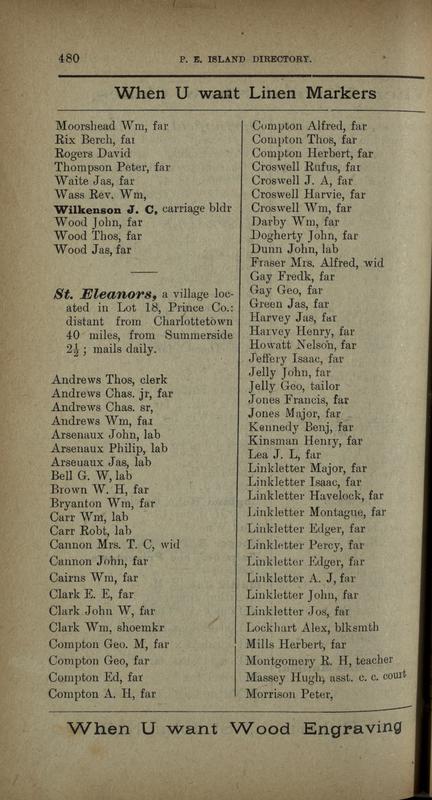 480
P. E. ISLAND DIRECTORY.
When U want Linen Markers
Moorshead Wm, far
Rix Berch, far
Rogers David
Thompson Peter, far
Waite Jas, far
Wass Rev. Wm,
Wilkenson J. C, carriage bldr
Wood John, far
Wood Thos, far
Wood Jas, far
St. Eleanors, a village loc-
ated in Lot 18, Prince Co.:
distant from Charlottetown
40 miles, from Summerside
2½ ; mails daily.
Andrews Thos, clerk
Andrews Chas. jr, far
Andrews Chas. sr,
Andrews Wm, far
Arsenaux John, lab
Arsenaux Philip, lab
Arsenaux Jas, lab
Bell G. W, lab
Brown W. H, far
Bryanton Wm, far
Carr Wm, lab
Carr Robt, lab
Cannon Mrs. T. C, wid
Cannon John, far
Cairns Wm, far
Clark E. E, far
Clark John W, far
Clark Wm, shoemkr
Compton Geo. M, far
Compton Geo, far
Compton Ed, far
Compton A. H, far
Compton Alfred, far
Compton Thos, far
Compton Herbert, far
Croswell Rufus, far
Croswell J. A, far
Croswell Harvie, far
Croswell Wm, far
Darby Wm, far
Dogherty John, far
Dunn John, lab
Fraser Mrs. Alfred, wid
Gay Fredk, far
Gay Geo, far
Green Jas, far
Harvey Jas, far
Harvey Henry, far
Howatt Nelson, far
Jeffery Isaac, far
Jelly John, far
Jelly Geo, tailor
Jones Francis, far
Jones Major, far
Kennedy Benj, far
Kinsman Henry, far
Lea J. L, far
Linkletter Major, far
Linkletter Isaac, far
Linkletter Havelock, far
Linkletter Montague, far
Linkletter Edger, far
Linkletter Percy, far
Linkletter Edger, far
Linkletter A. J, far
Linkletter John, far
Linkletter Jos, far
Lockhart Alex, blksmth
Mills Herbert, far
Montgomery R. H, teacher
Massey Hugh, asst. c. c. court
Morrison Peter,
When U want Wood Engraving